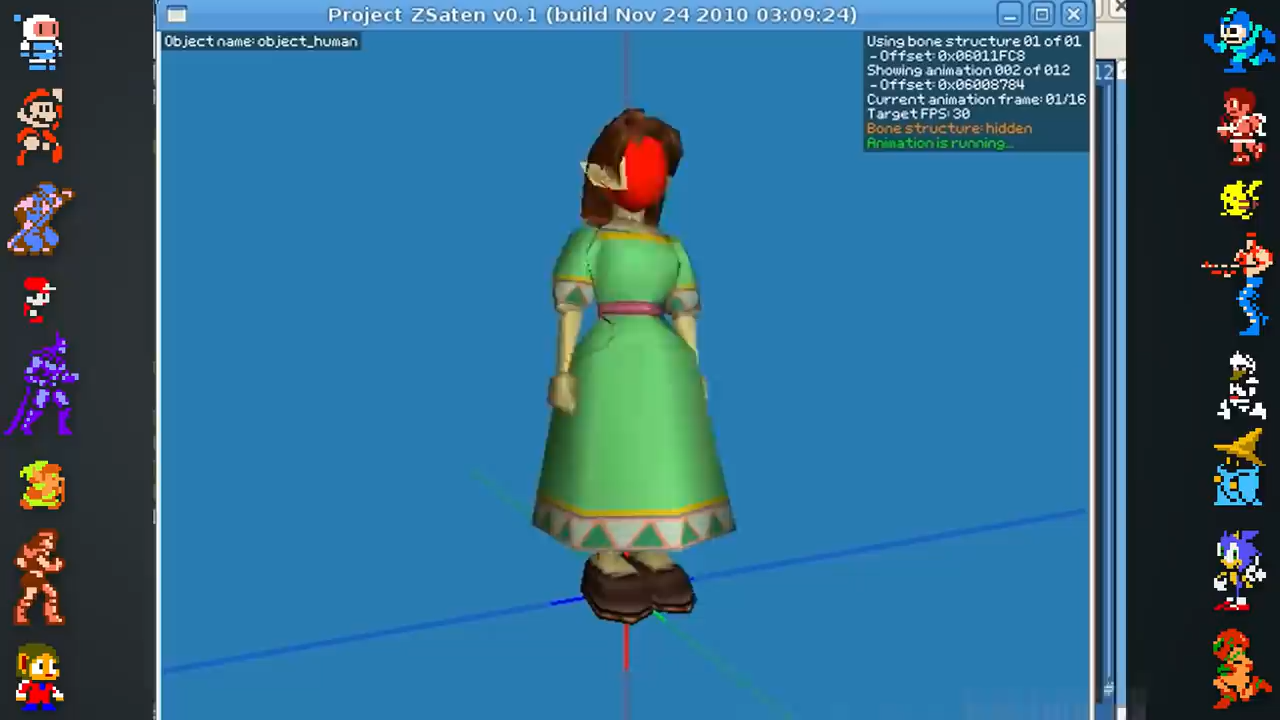 Project ZSaten v0.1 (build Nov 24 2010 03:09:24)
Object name: object_human
Using bone structure 01 of 01
- Offset: 0x06011FC8
Showing animation 002 of 012
- Offset: 0x06008784
Current animation frame: 01/16
Target FPS: 30
Bone structure: hidden
Animation is running...
12
#